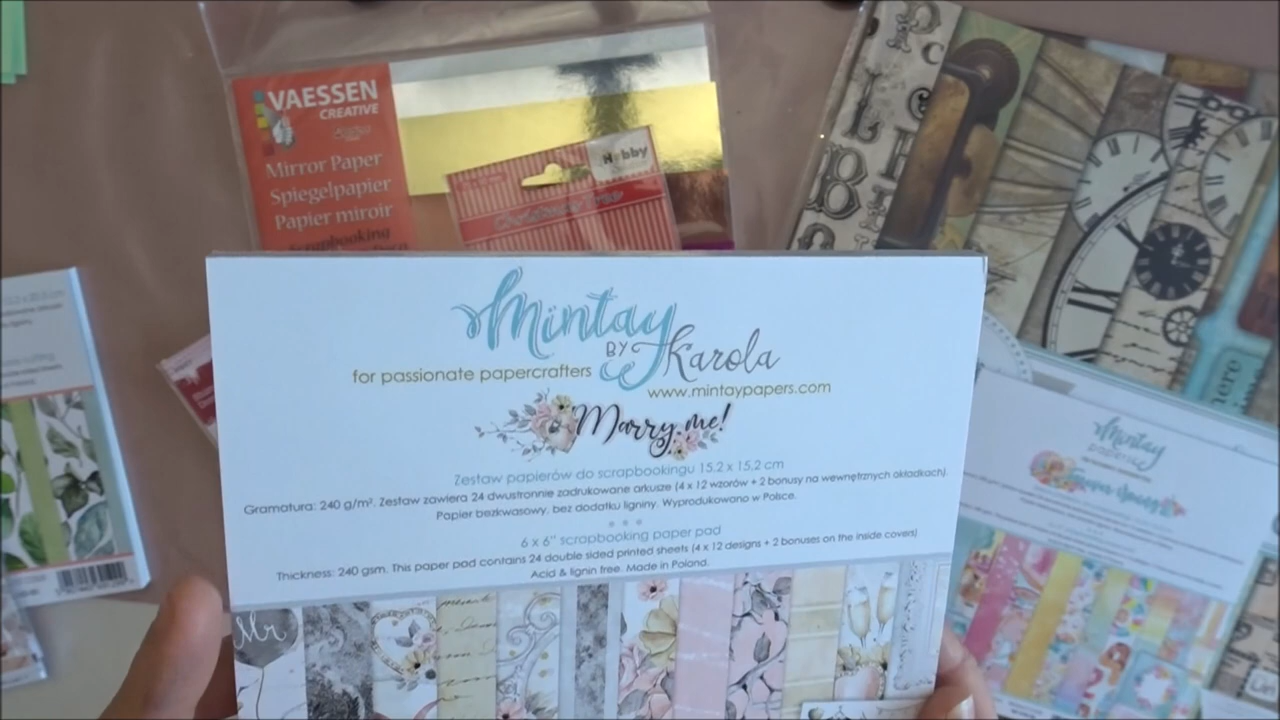 VAESSEN
CREATIVE
Mirror Paper
Spiegelpapier
Papier miroir
Scrapbooking
Hobby
Christmas Tree
Mintay
BY Karola
for passionate papercrafters
www.mintaypapers.com
Marry me!
Zestaw papierów do scrapbookingu 15,2 x 15,2 cm
Gramatura: 240 g/m². Zestaw zawiera 24 dwustronnie zadrukowane arkusze (4 x 12 wzorów + 2 bonusy na wewnętrznych okładkach)
Papier bezkwasowy, bez dodatku ligniny. Wyprodukowano w Polsce.
6 x 6" scrapbooking paper pad
Thickness: 240 gsm. This paper pad contains 24 double sided printed sheets (4 x 12 designs + 2 bonuses on the inside covers)
Acid & lignin free. Made in Poland.
Mr
Mintay